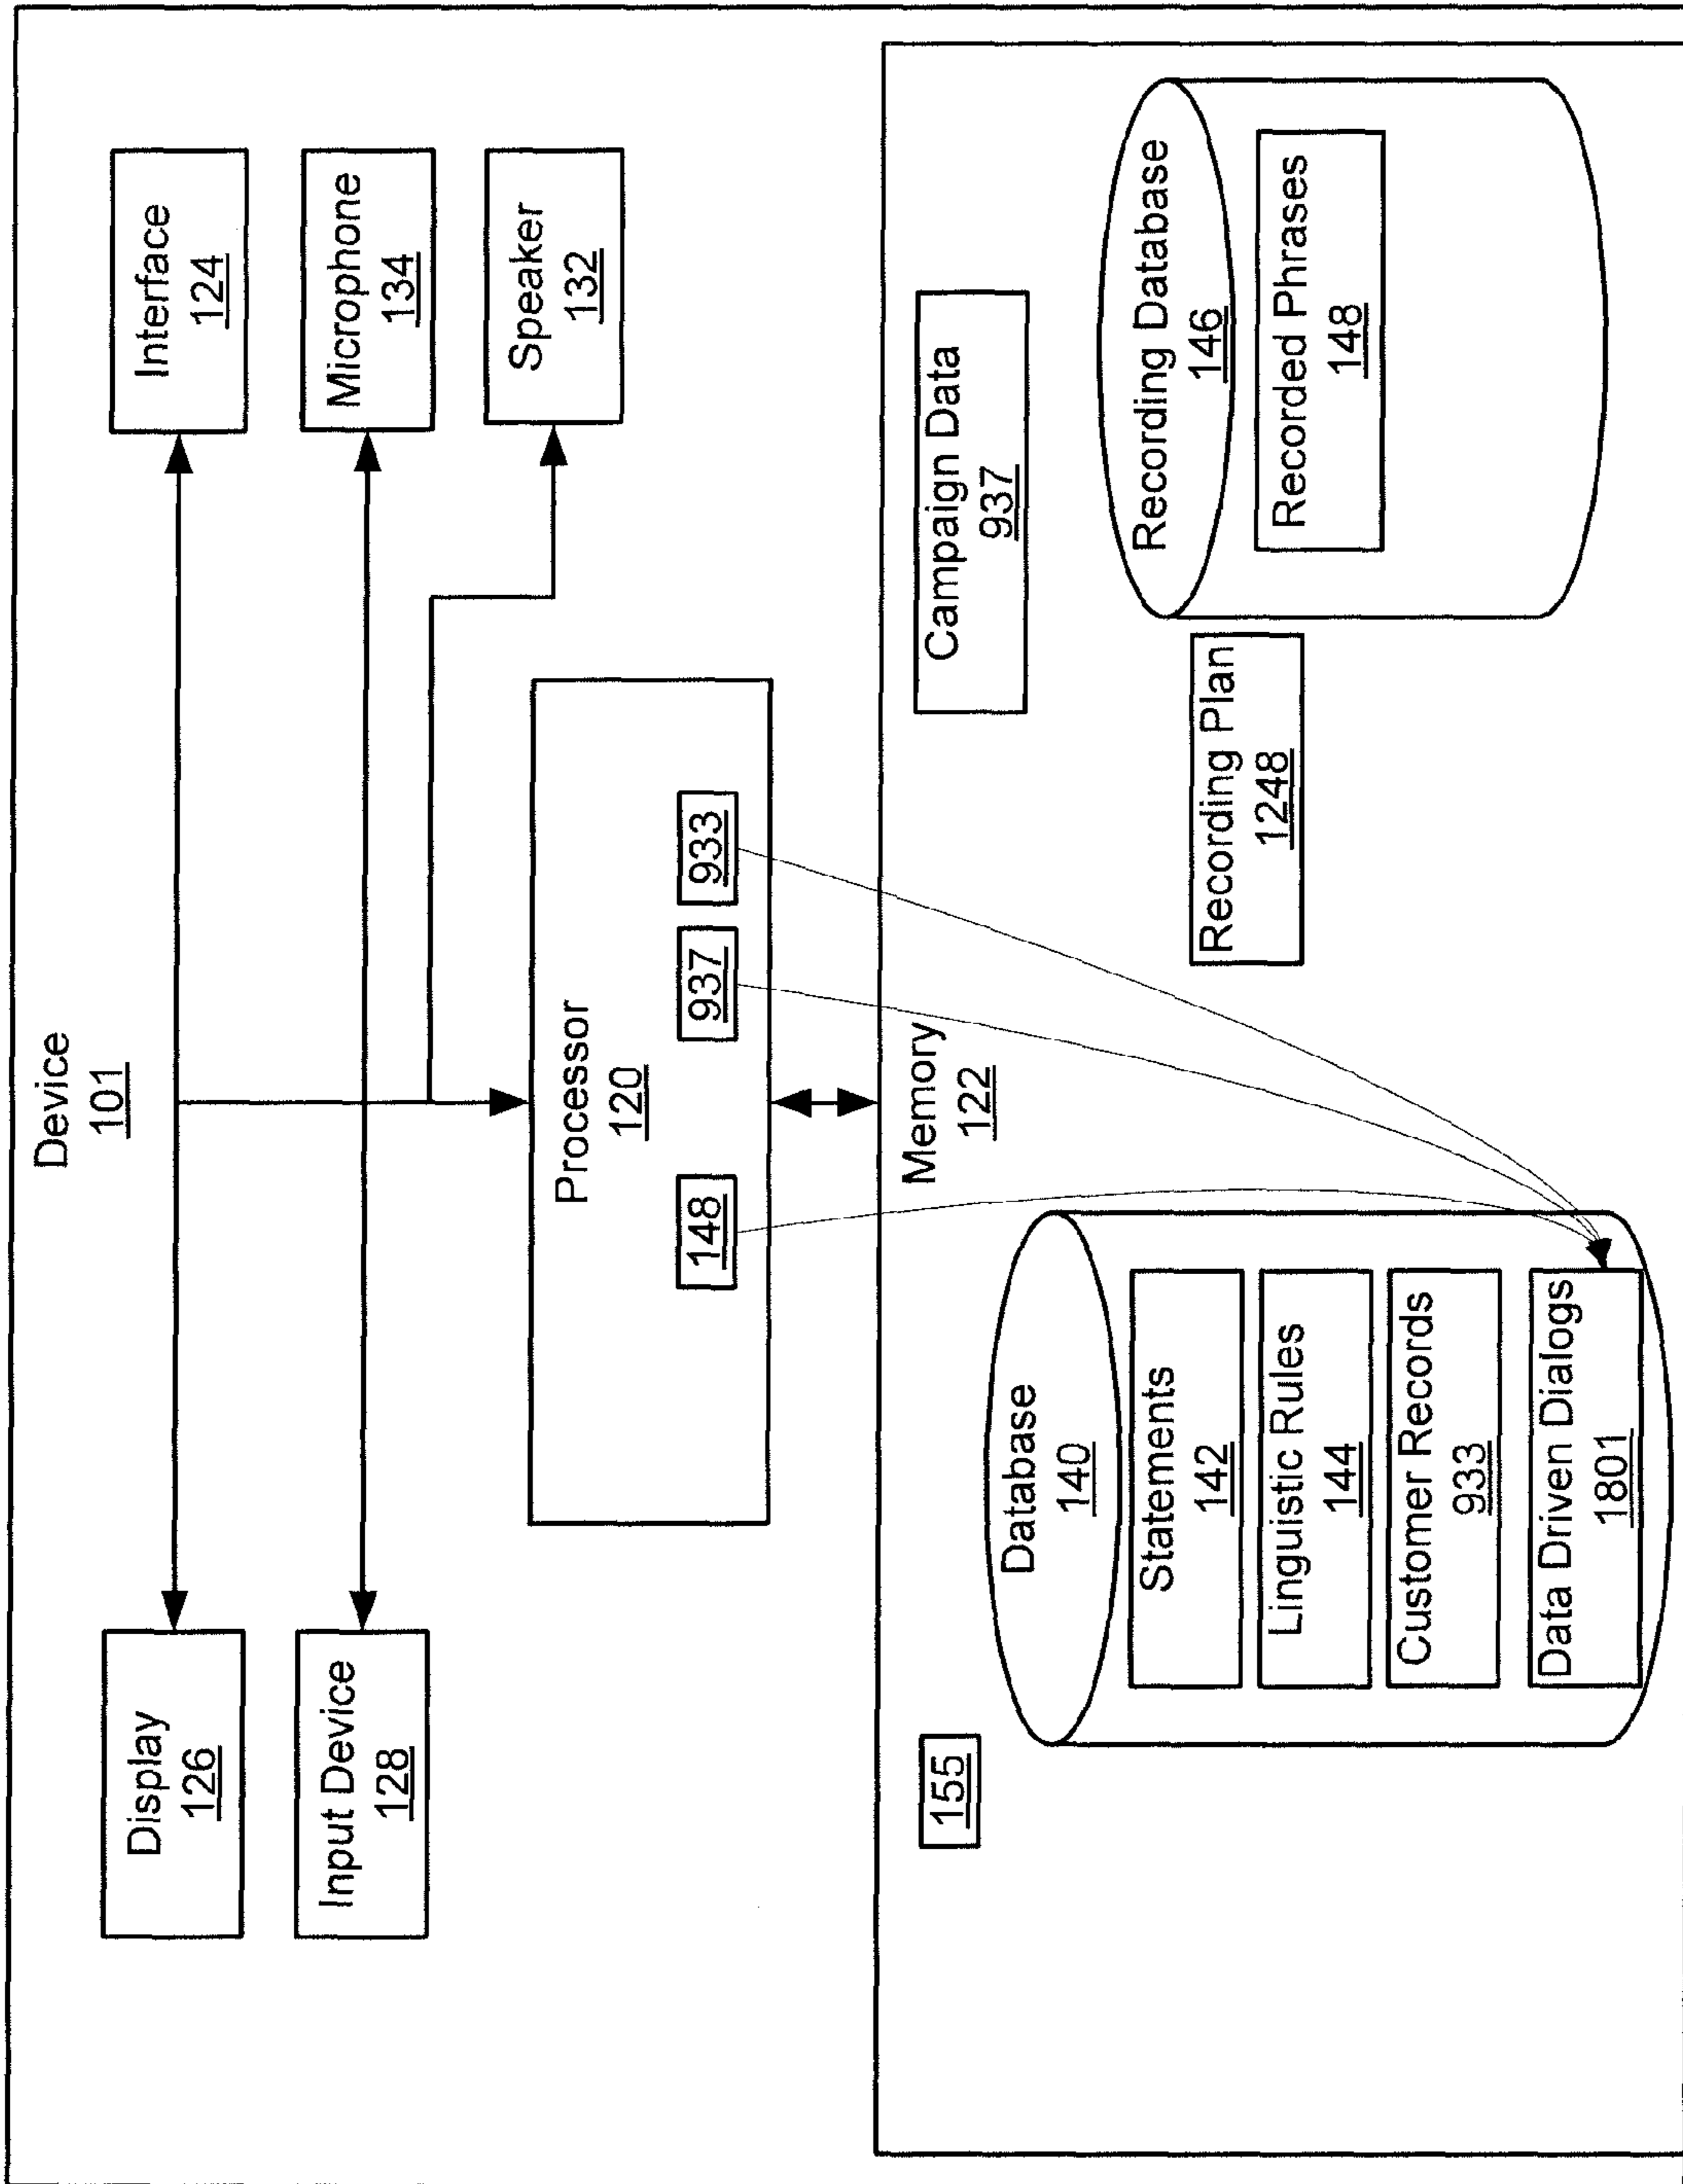 Device
101
Display
126
Interface
124
Input Device
128
Microphone
134
Speaker
132
Processor
120
148
937
933
Memory
122
155
Database
140
Statements
142
Linguistic Rules
144
Customer Records
933
Data Driven Dialogs
1801
Campaign Data
937
Recording Plan
1248
Recording Database
146
Recorded Phrases
148